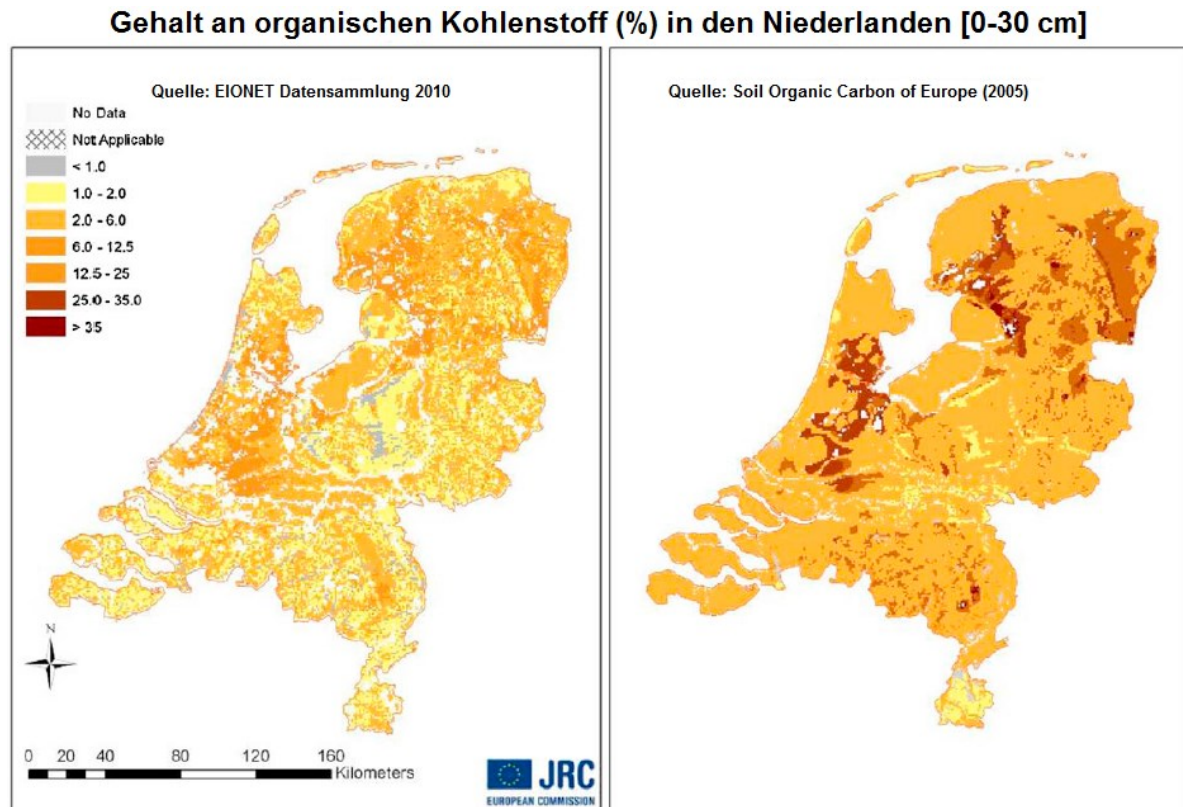 Gehalt an organischen Kohlenstoff (%) in den Niederlanden [0-30 cm]
Quelle: EIONET Datensammlung 2010
No Data
Not Applicable
< 1.0
1.0 - 2.0
2.0 - 6.0
6.0 - 12.5
12.5 - 25
25.0 - 35.0
> 35
N
0 20 40 80 120 160
Kilometers
JRC
EUROPEAN COMMISSION
Quelle: Soil Organic Carbon of Europe (2005)